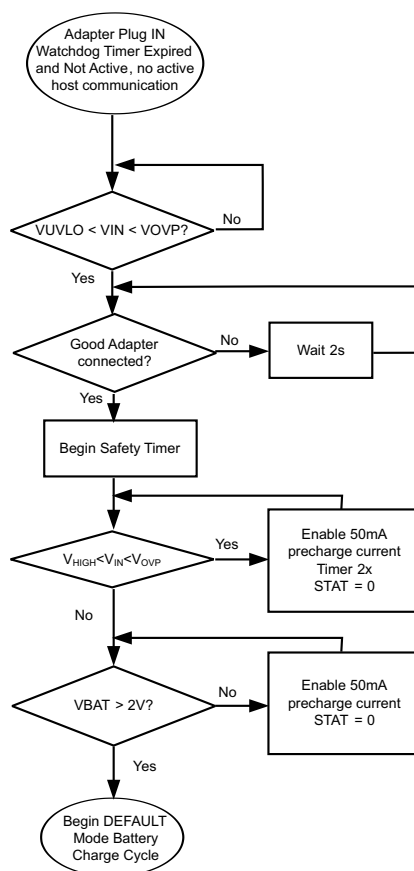 Adapter Plug IN
Watchdog Timer Expired
and Not Active, no active
host communication
VUVLO < VIN < VOVP?
No
Yes
Good Adapter
connected?
No
Wait 2s
Yes
Begin Safety Timer
VHIGH<VIN<VOVP
Yes
Enable 50mA
precharge current
Timer 2x
STAT = 0
No
VBAT > 2V?
No
Enable 50mA
precharge current
STAT = 0
Yes
Begin DEFAULT
Mode Battery
Charge Cycle